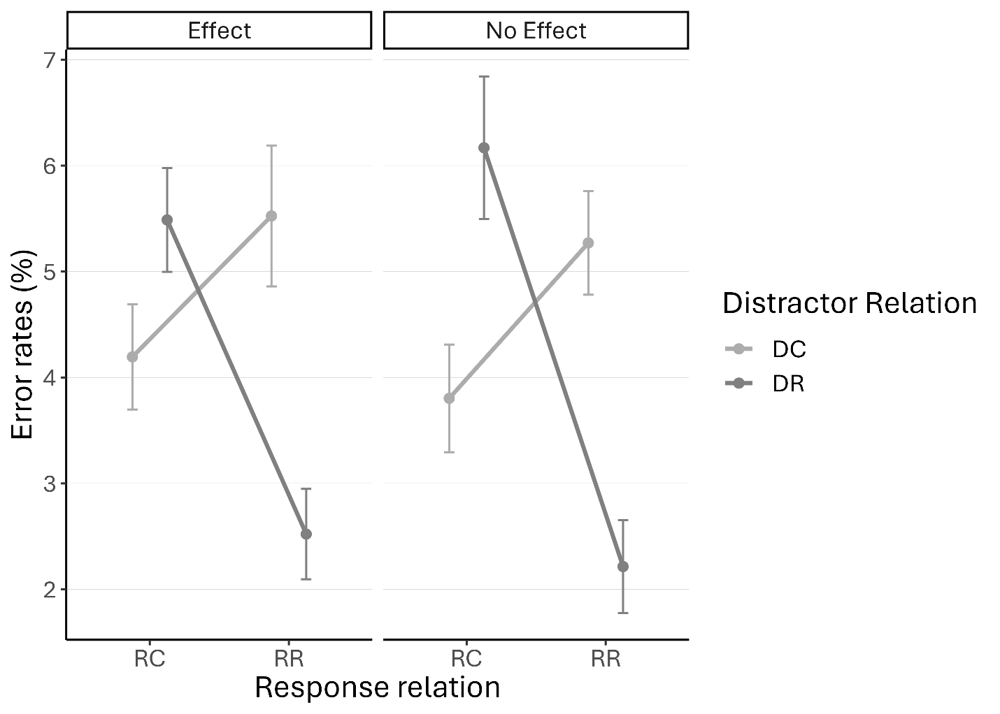 Effect
No Effect
7
6
5
4
3
2
Error rates (%)
RC
RR
RC
RR
Response relation
Distractor Relation
DC
DR